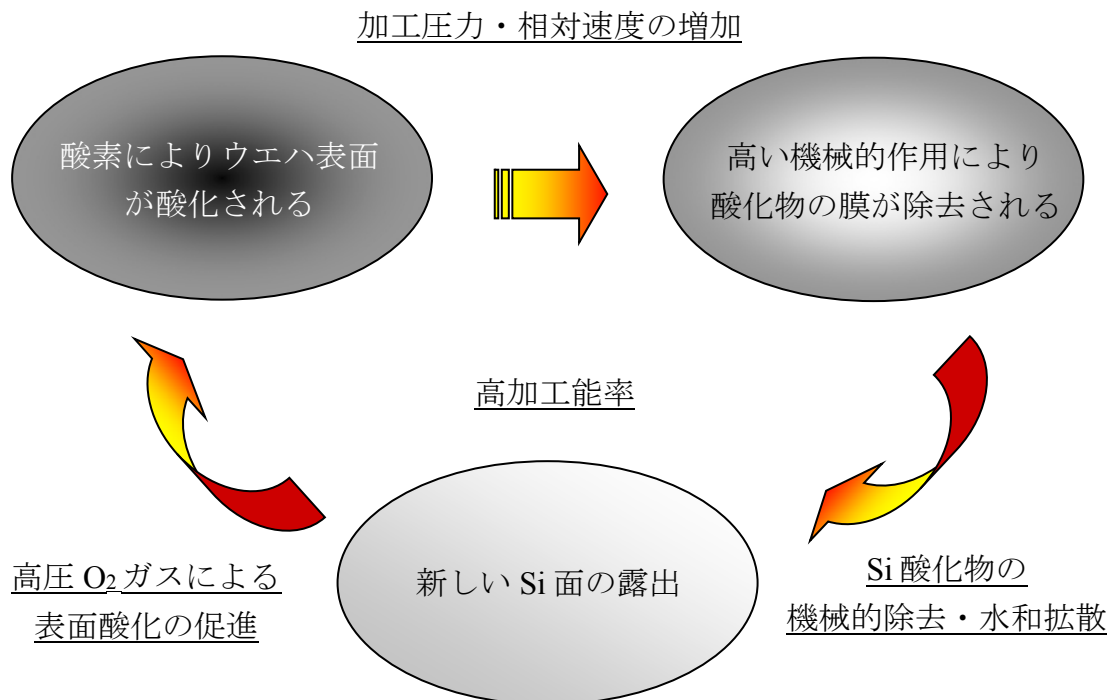 加工圧力・相対速度の増加
酸素によりウエハ表面
が酸化される
高い機械的作用により
酸化物の膜が除去される
高加工能率
高圧 O2 ガスによる
表面酸化の促進
新しい Si 面の露出
Si 酸化物の
機械的除去・水和拡散